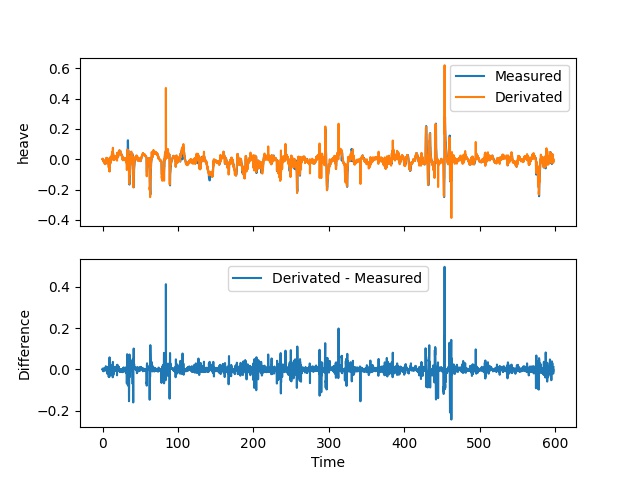 0.6
0.4
0.2
0.0
−0.2
−0.4
heave
Measured
Derivated
0.4
0.2
0.0
−0.2
Difference
Derivated - Measured
0 100 200 300 400 500 600
Time